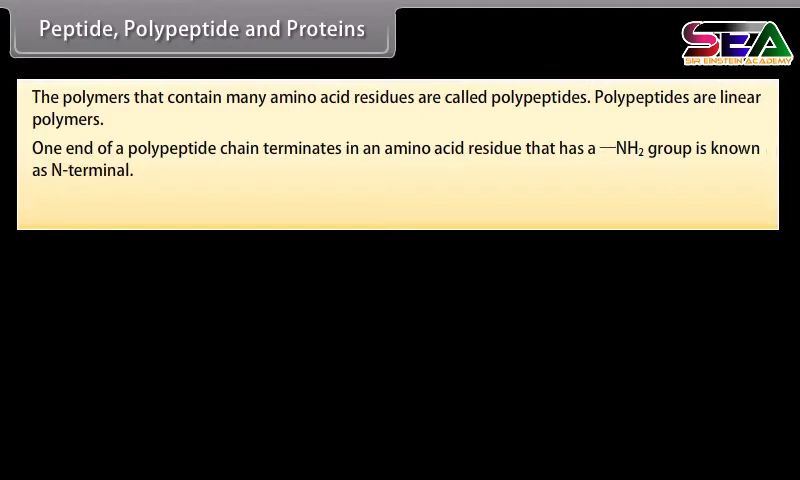 Peptide, Polypeptide and Proteins
SEA
SIR EINSTEIN ACADEMY
The polymers that contain many amino acid residues are called polypeptides. Polypeptides are linear
polymers.
One end of a polypeptide chain terminates in an amino acid residue that has a —NH₂ group is known
as N-terminal.